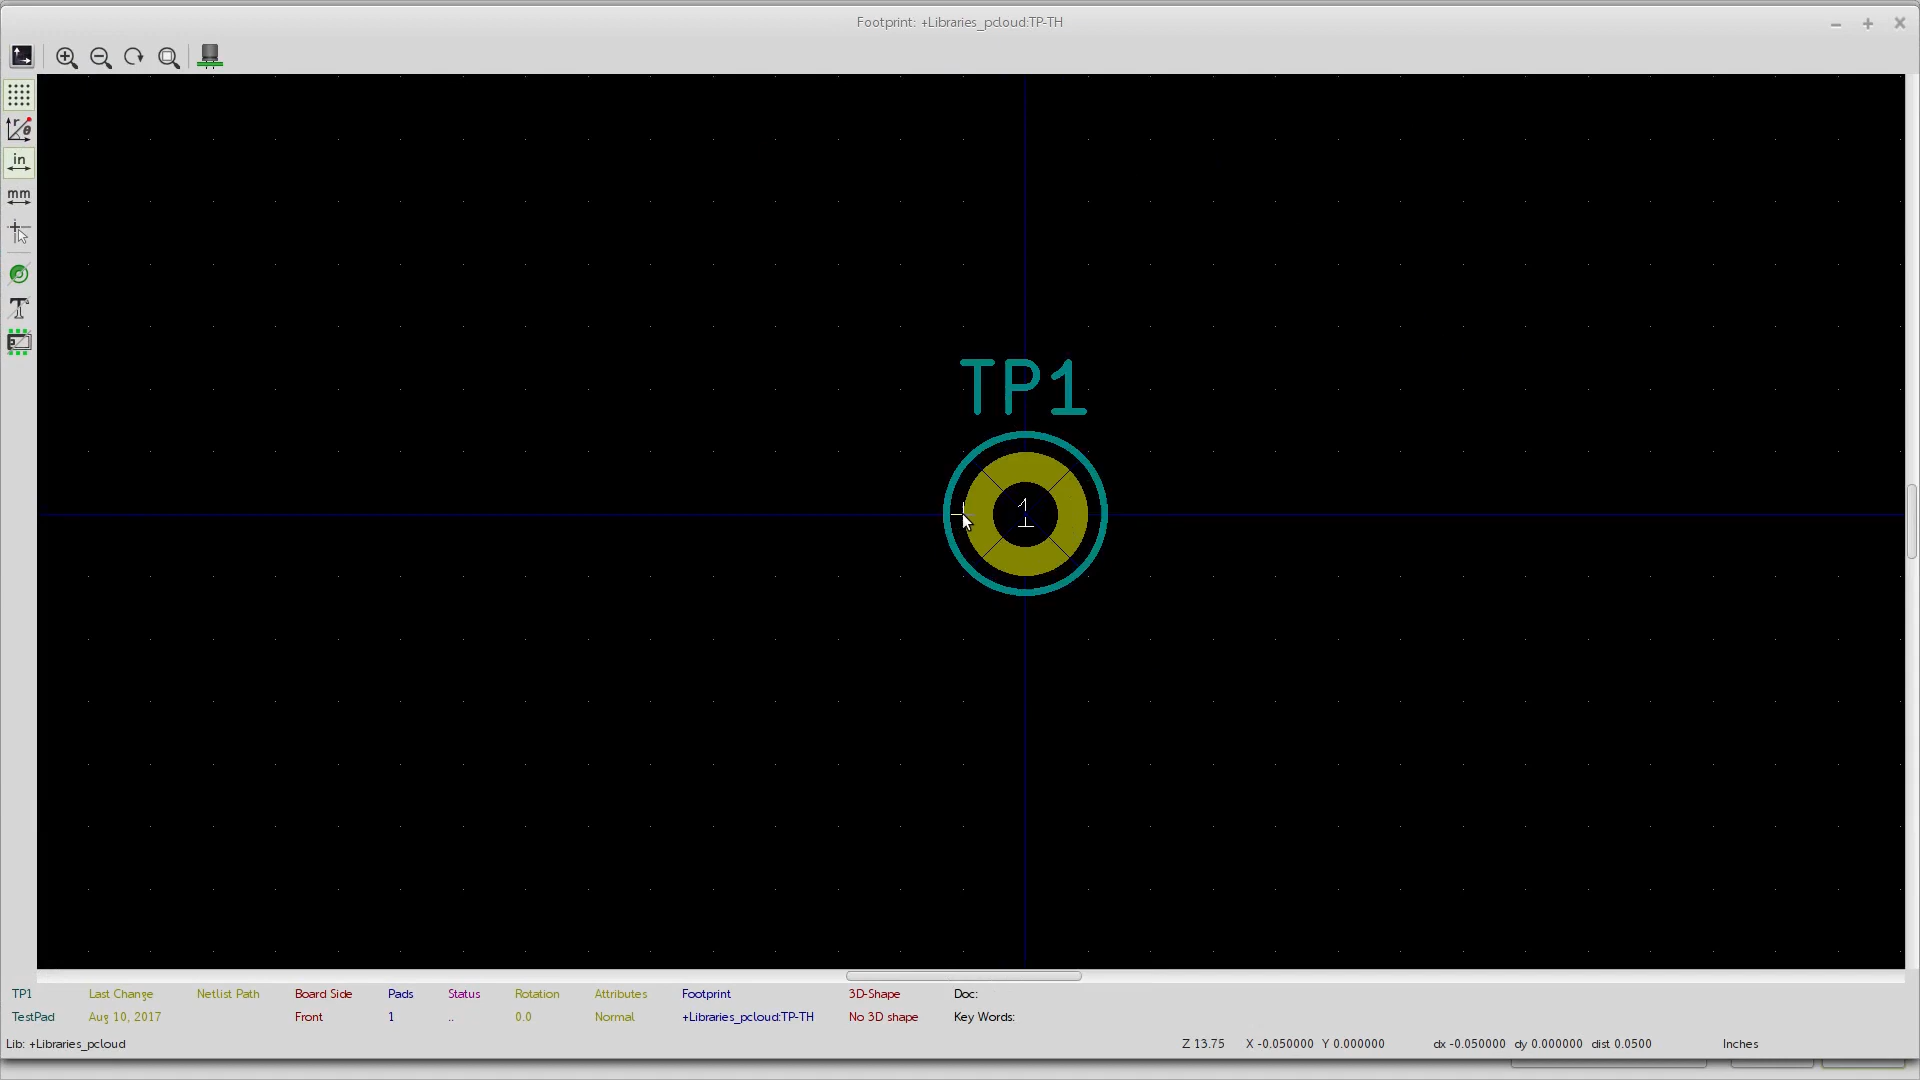 Footprint: +Libraries_pcloud:TP-TH
in
mm
TP1
1
TP1 Last Change Netlist Path Board Side Pads Status Rotation Attributes Footprint 3D-Shape Doc:
TestPad Aug 10, 2017 Front 1 .. 0.0 Normal +Libraries_pcloud:TP-TH No 3D shape Key Words:
Lib: +Libraries_pcloud Z 13.75 X -0.050000 Y 0.000000 dx -0.050000 dy 0.000000 dist 0.0500 Inches